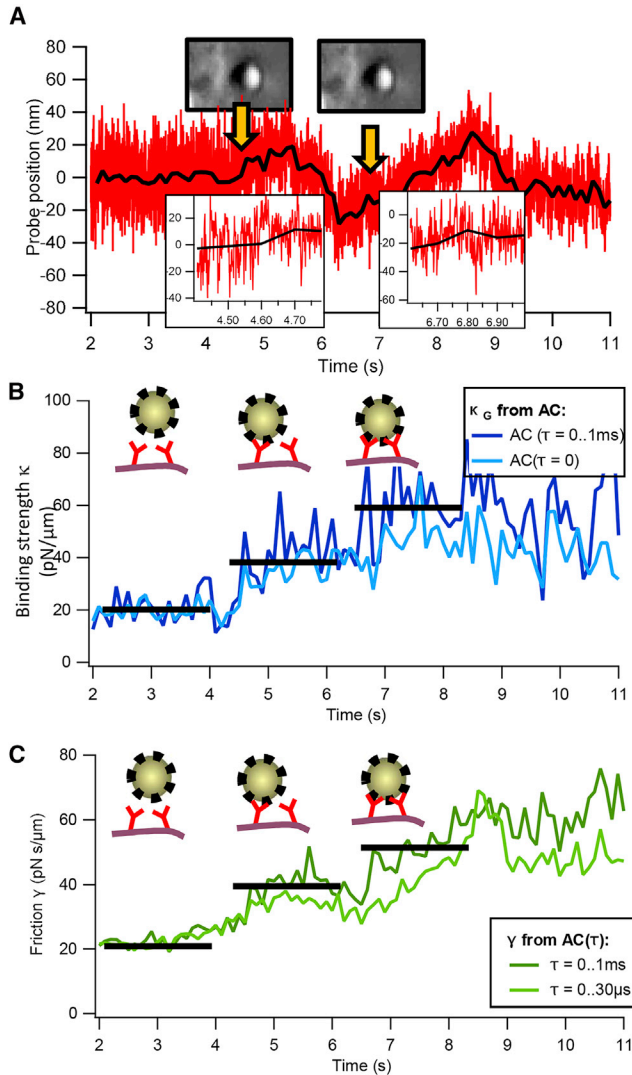 A
80
60
40
20
0
-20
-40
-60
-80
Probe position (nm)
20
0
-20
-40
4.50 4.60 4.70
0
-20
-40
-60
6.70 6.80 6.90
2 3 4 5 6 7 8 9 10 11
Time (s)
B
100
80
60
40
20
0
Binding strength κ
(pN/µm)
κ G from AC:
AC (τ = 0..1ms)
AC(τ = 0)
2 3 4 5 6 7 8 9 10 11
Time (s)
C
80
60
40
20
0
Friction γ (pN s/µm)
γ from AC(τ):
τ = 0..1ms
τ = 0..30µs
2 3 4 5 6 7 8 9 10 11
Time (s)